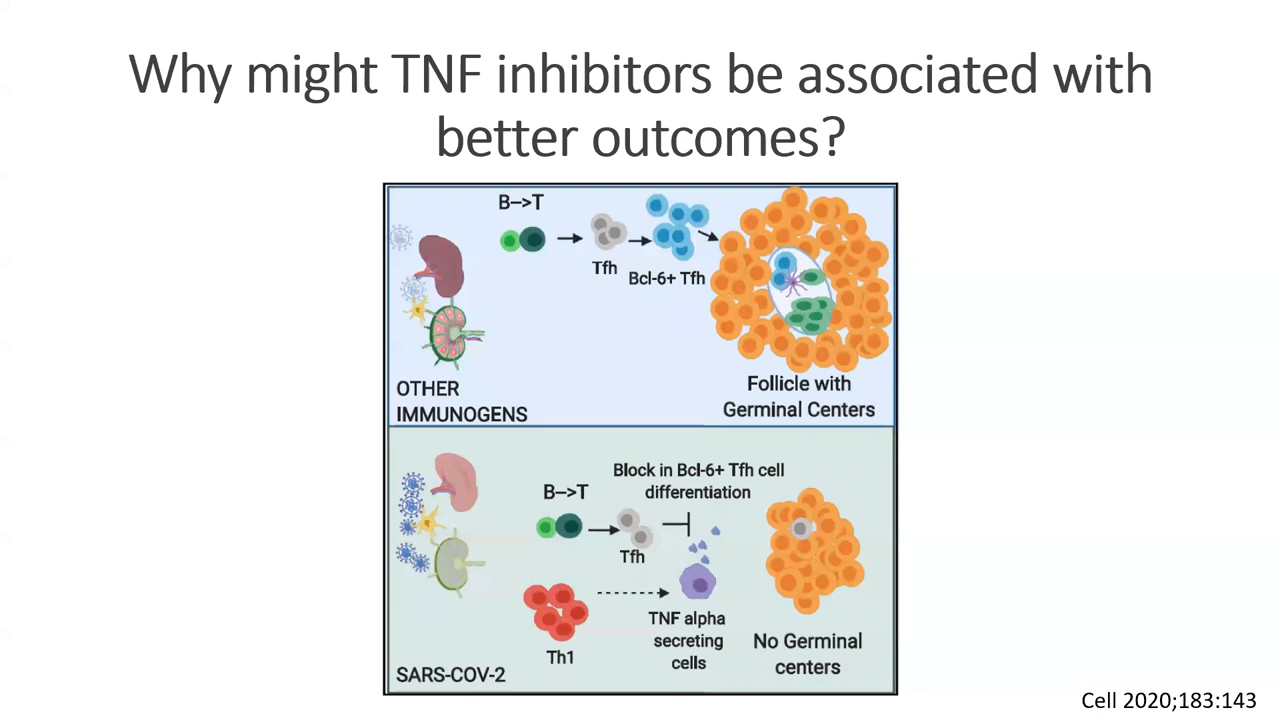 Why might TNF inhibitors be associated with
better outcomes?
B–>T
Tfh
Bcl-6+ Tfh
OTHER
IMMUNOGENS
Follicle with
Germinal Centers
Block in Bcl-6+ Tfh cell
differentiation
B–>T
Tfh
Th1
TNF alpha
secreting
cells
No Germinal
centers
SARS-COV-2
Cell 2020;183:143